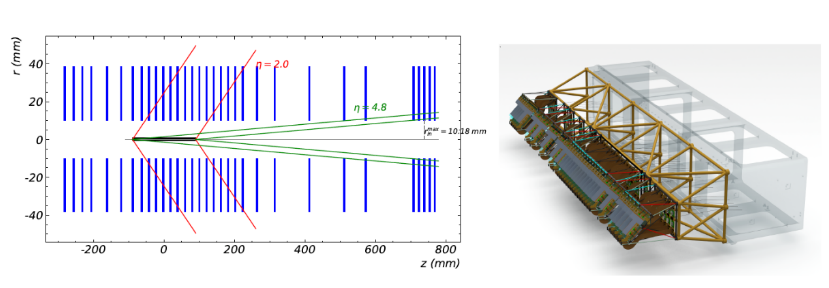 r (mm)
40
20
0
−20
−40
η = 2.0
η = 4.8
r_in^max = 10.18 mm
−200
0
200
400
600
800
z (mm)